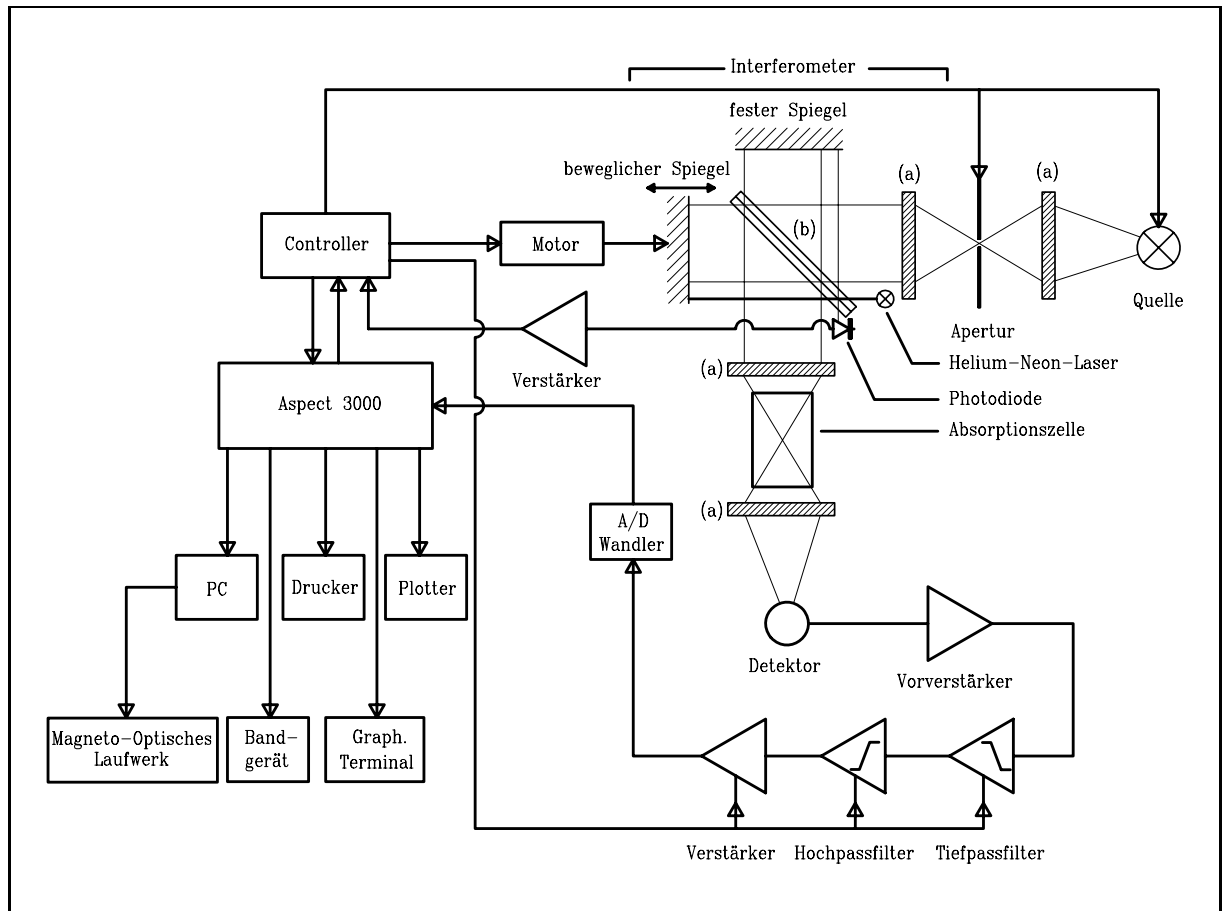 Interferometer
fester Spiegel
beweglicher Spiegel
(a)
(a)
(b)
Controller
Motor
Quelle
Apertur
Helium-Neon-Laser
Verstärker
(a)
Photodiode
Aspect 3000
Absorptionszelle
(a)
A/D
Wandler
PC
Drucker
Plotter
Detektor
Vorverstärker
Magneto-Optisches
Laufwerk
Band-
gerät
Graph.
Terminal
Verstärker
Hochpassfilter
Tiefpassfilter